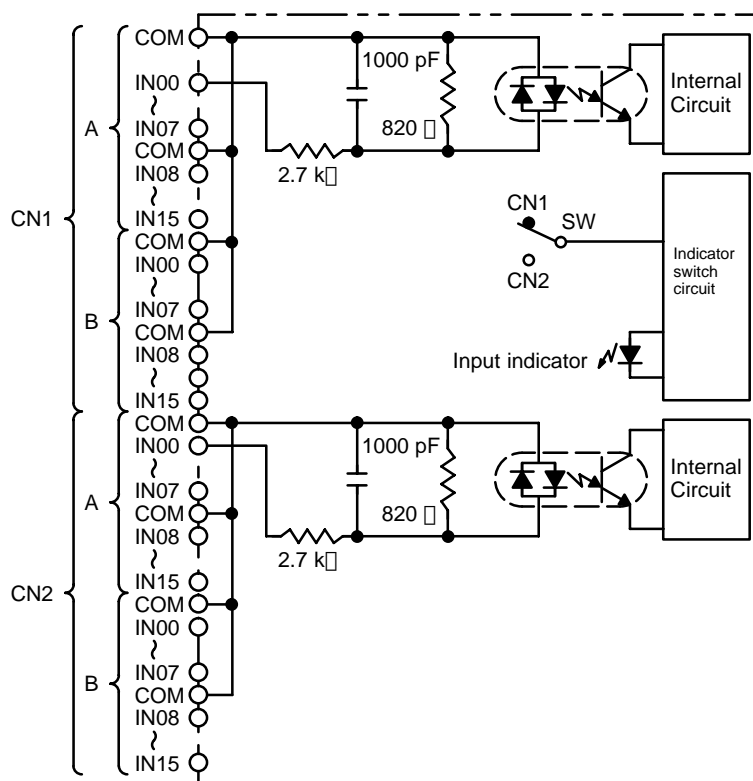 COM
1000 pF
IN00
Internal
Circuit
A
IN07
820 ▯
COM
IN08
2.7 k▯
CN1
IN15
CN1
SW
COM
IN00
CN2
Indicator
switch
circuit
B
IN07
COM
IN08
Input indicator
IN15
COM
1000 pF
IN00
Internal
Circuit
A
IN07
820 ▯
COM
IN08
2.7 k▯
CN2
IN15
COM
IN00
B
IN07
COM
IN08
IN15